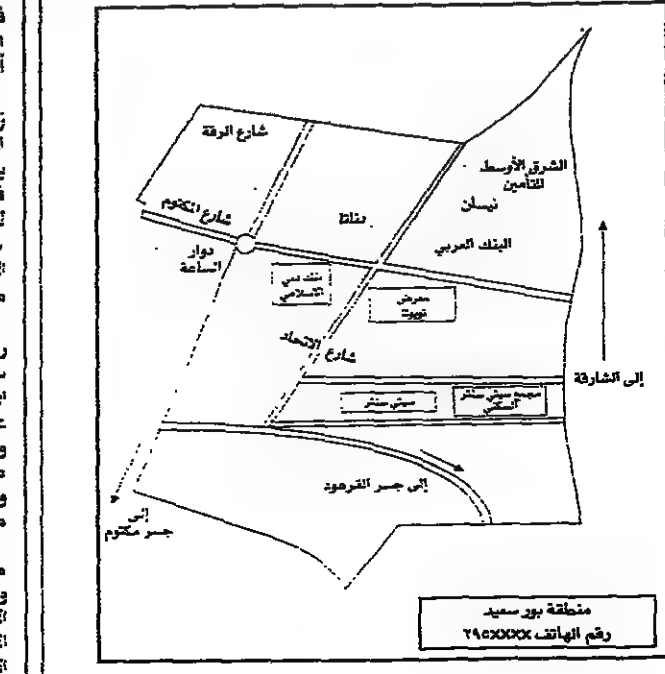 شارع الرقة
الشرق الأوسط
للتأمين
نيسان
دناتا
شارع المكتوم
البنك العربي
دوار
الساعة
بنك دبي
الاسلامي
معرض
تويوتا
شارع الاتحاد
إلى الشارقة
سيتي سنتر
مجمع سيتي سنتر
السكني
إلى جسر القرهود
إلى
جسر مكتوم
منطقة بور سعيد
رقم الهاتف ٢٩٥XXXX